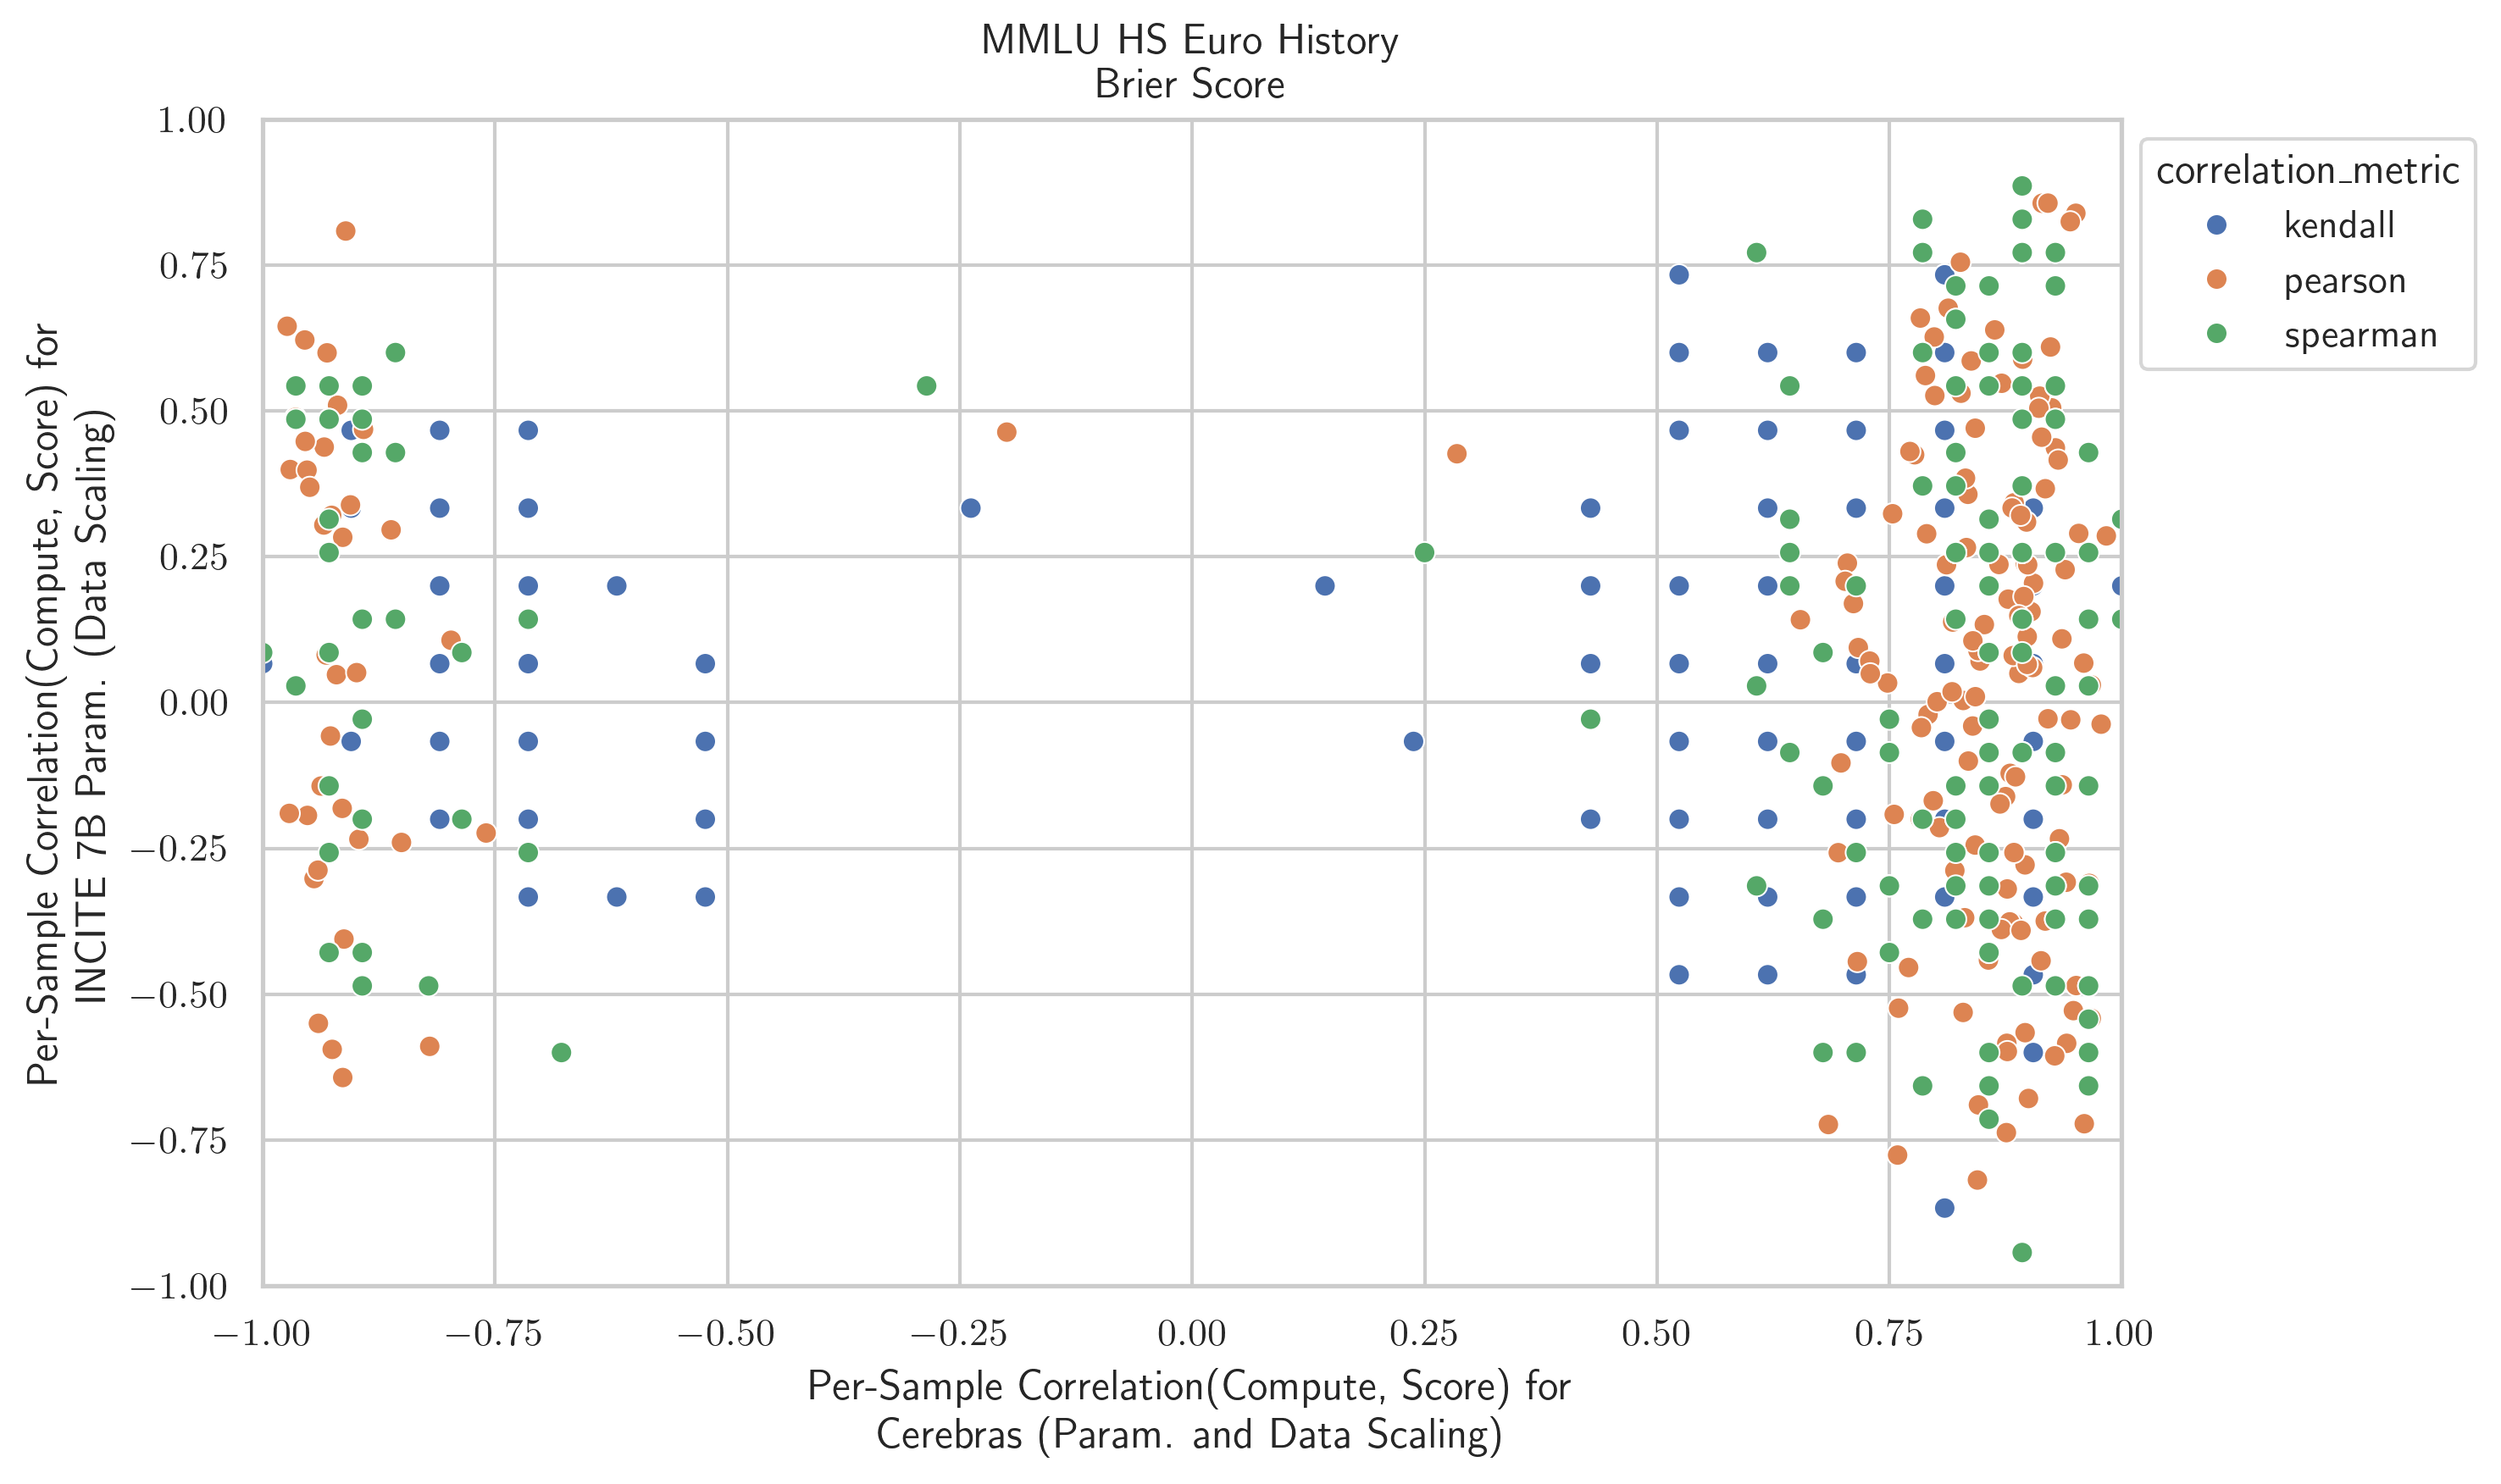 MMLU HS Euro History
Brier Score
1.00
0.75
0.50
0.25
0.00
−0.25
−0.50
−0.75
−1.00
−1.00
−0.75
−0.50
−0.25
0.00
0.25
0.50
0.75
1.00
Per-Sample Correlation(Compute, Score) for
INCITE 7B Param. (Data Scaling)
Per-Sample Correlation(Compute, Score) for
Cerebras (Param. and Data Scaling)
correlation_metric
kendall
pearson
spearman